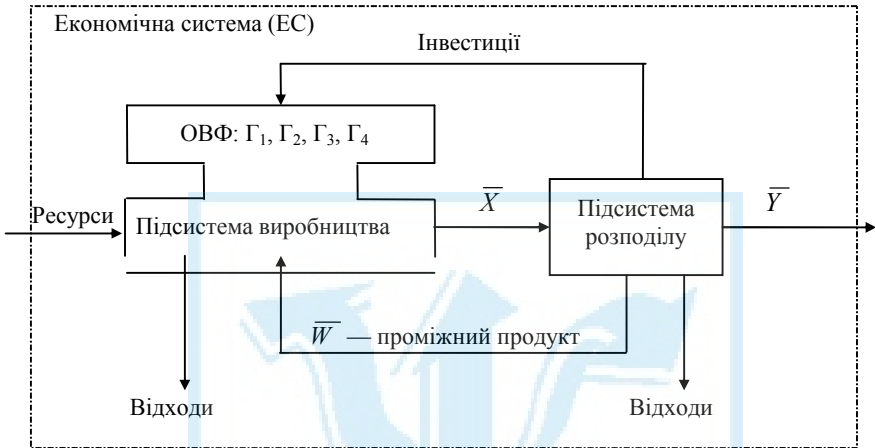 Економічна система (ЕС)
Інвестиції
ОВФ: Г₁, Г₂, Г₃, Г₄
Ресурси
Підсистема виробництва
X̅
Підсистема
розподілу
Y̅
W̅ — проміжний продукт
Відходи
Відходи